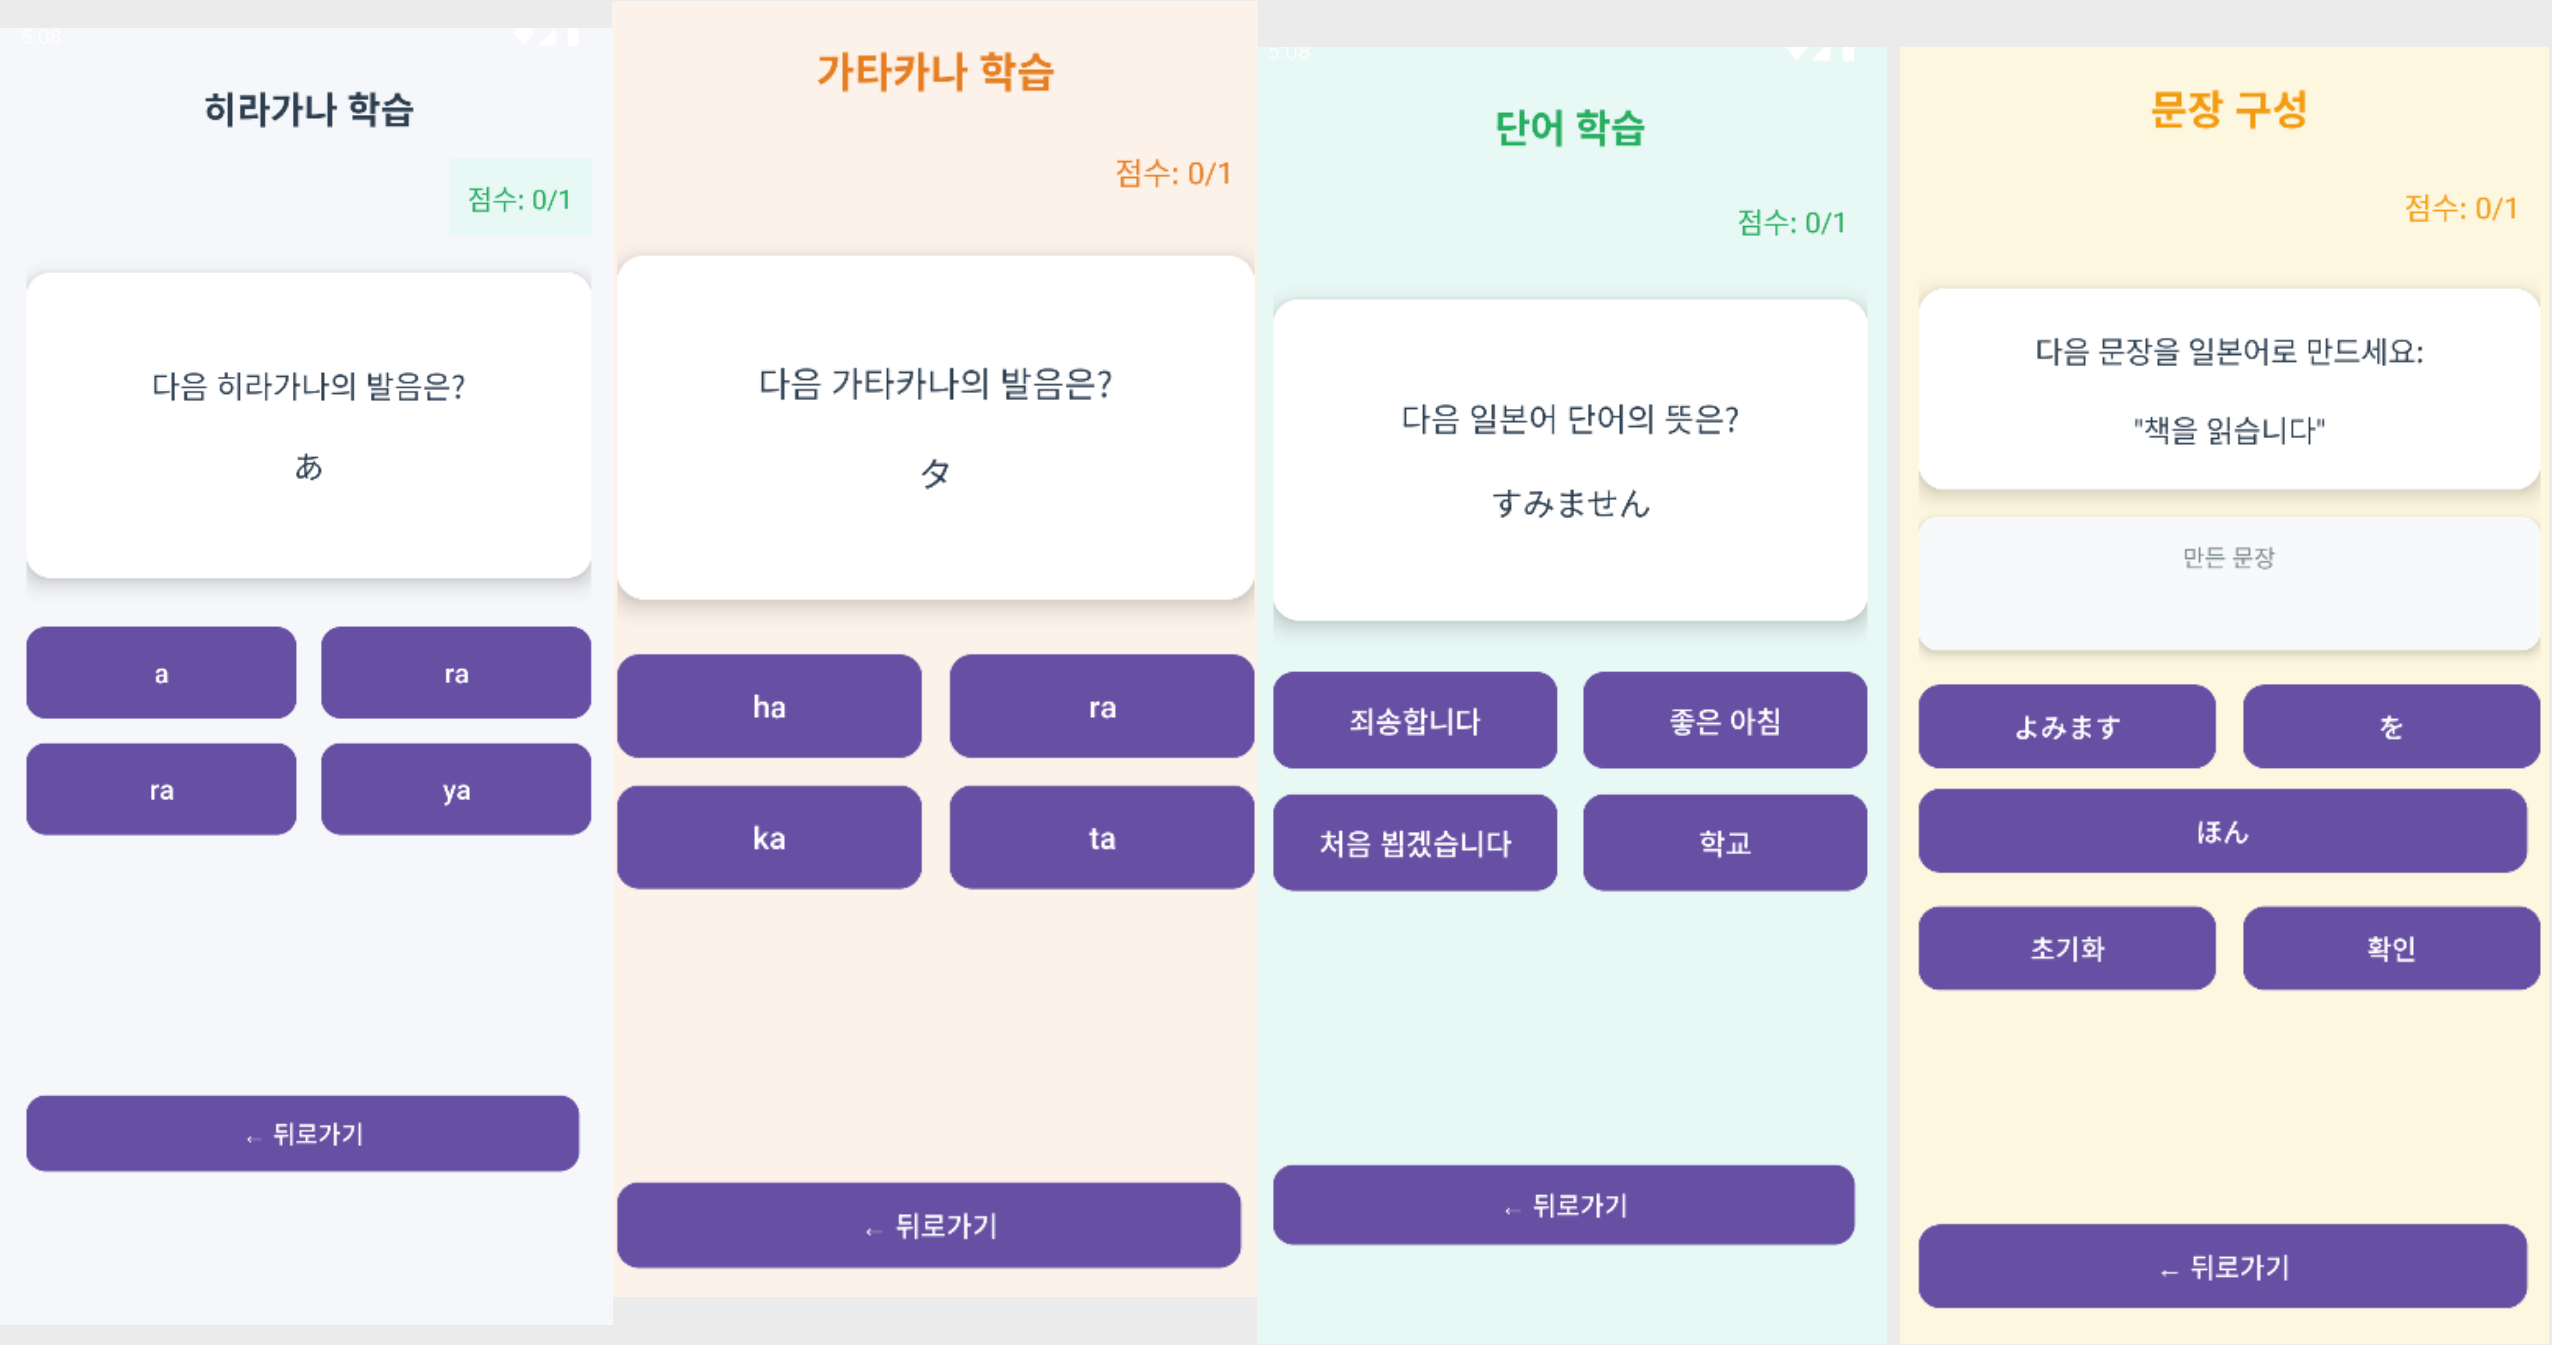 5:08
히라가나 학습
점수: 0/1
다음 히라가나의 발음은?
あ
a
ra
ra
ya
← 뒤로가기
가타카나 학습
점수: 0/1
다음 가타카나의 발음은?
タ
ha
ra
ka
ta
← 뒤로가기
5:08
단어 학습
점수: 0/1
다음 일본어 단어의 뜻은?
すみません
죄송합니다
좋은 아침
처음 뵙겠습니다
학교
← 뒤로가기
문장 구성
점수: 0/1
다음 문장을 일본어로 만드세요:
"책을 읽습니다"
만든 문장
よみます
を
ほん
초기화
확인
← 뒤로가기